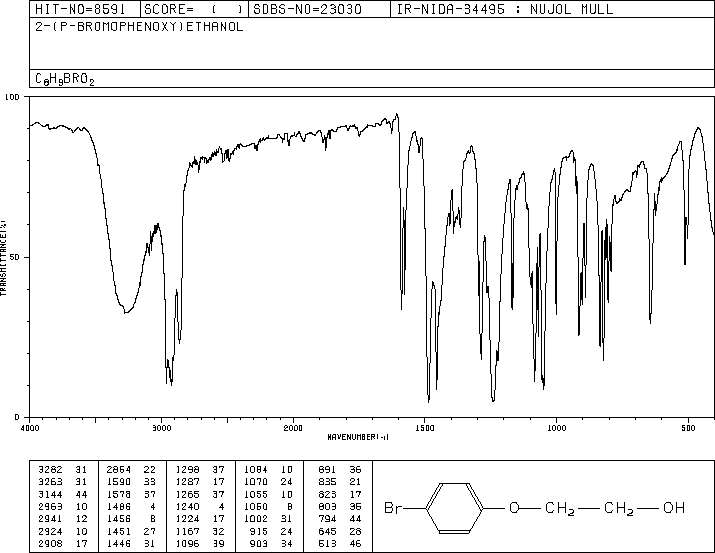 HIT-NO=8591 SCORE= ( ) SDBS-NO=23030 IR-NIDA-34495 : NUJOL MULL
2-(P-BROMOPHENOXY)ETHANOL
C8H9BRO2
100
50
0
TRANSMITTANCE(%)
4000 3000 2000 1500 1000 500
WAVENUMBER(-1)
3282 31 2864 22 1298 37 1084 10 891 36
3263 31 1590 33 1287 17 1070 24 835 21
3144 44 1578 37 1265 37 1055 10 823 17
2963 10 1486 4 1240 4 1050 8 803 35
2941 12 1456 8 1224 17 1002 31 794 44
2924 10 1451 27 1167 32 915 24 645 28
2908 17 1446 31 1096 39 903 34 513 46
Br O CH2 CH2 OH